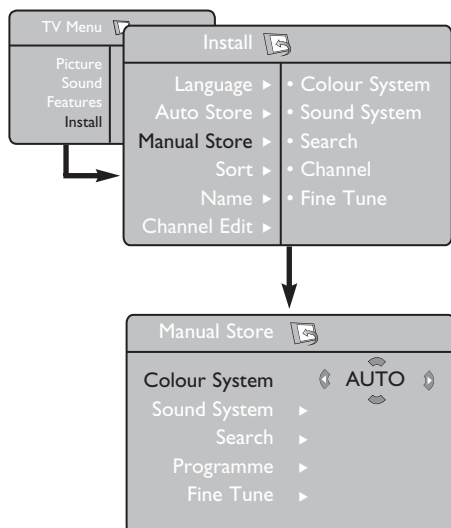 TV Menu
Picture
Sound
Features
Install
Install
Language
• Colour System
Auto Store
• Sound System
Manual Store
• Search
Sort
• Channel
Name
• Fine Tune
Channel Edit
Manual Store
Colour System
AUTO
Sound System
Search
Programme
Fine Tune